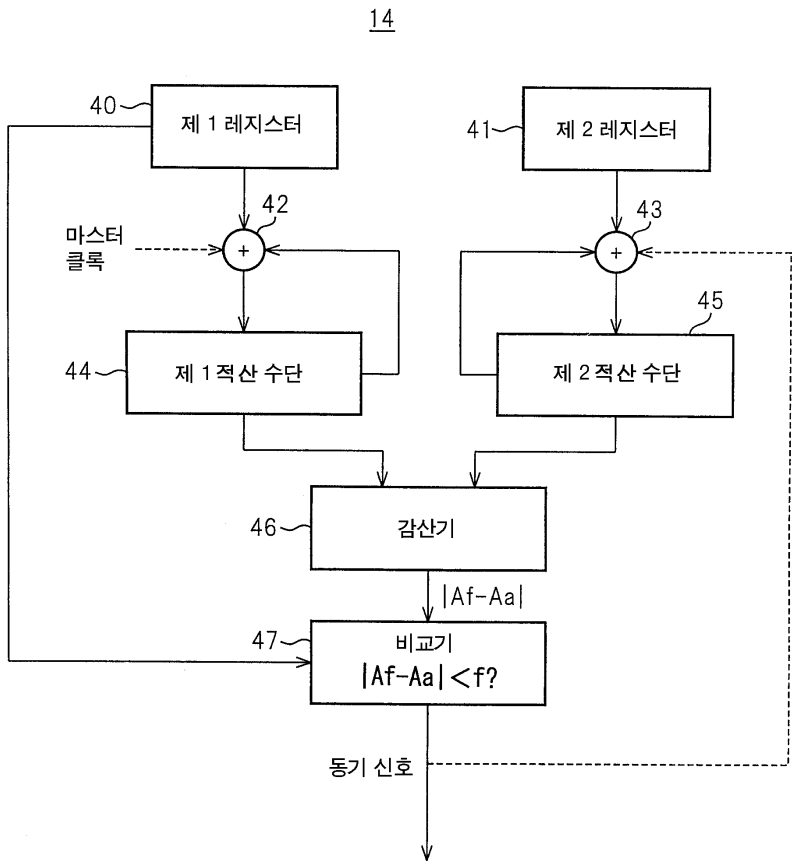 14
40
제 1 레지스터
41
제 2 레지스터
42
+
43
+
마스터
클록
44
제 1 적산 수단
45
제 2 적산 수단
46
감산기
|Af-Aa|
47
비교기
|Af-Aa|<f?
동기 신호